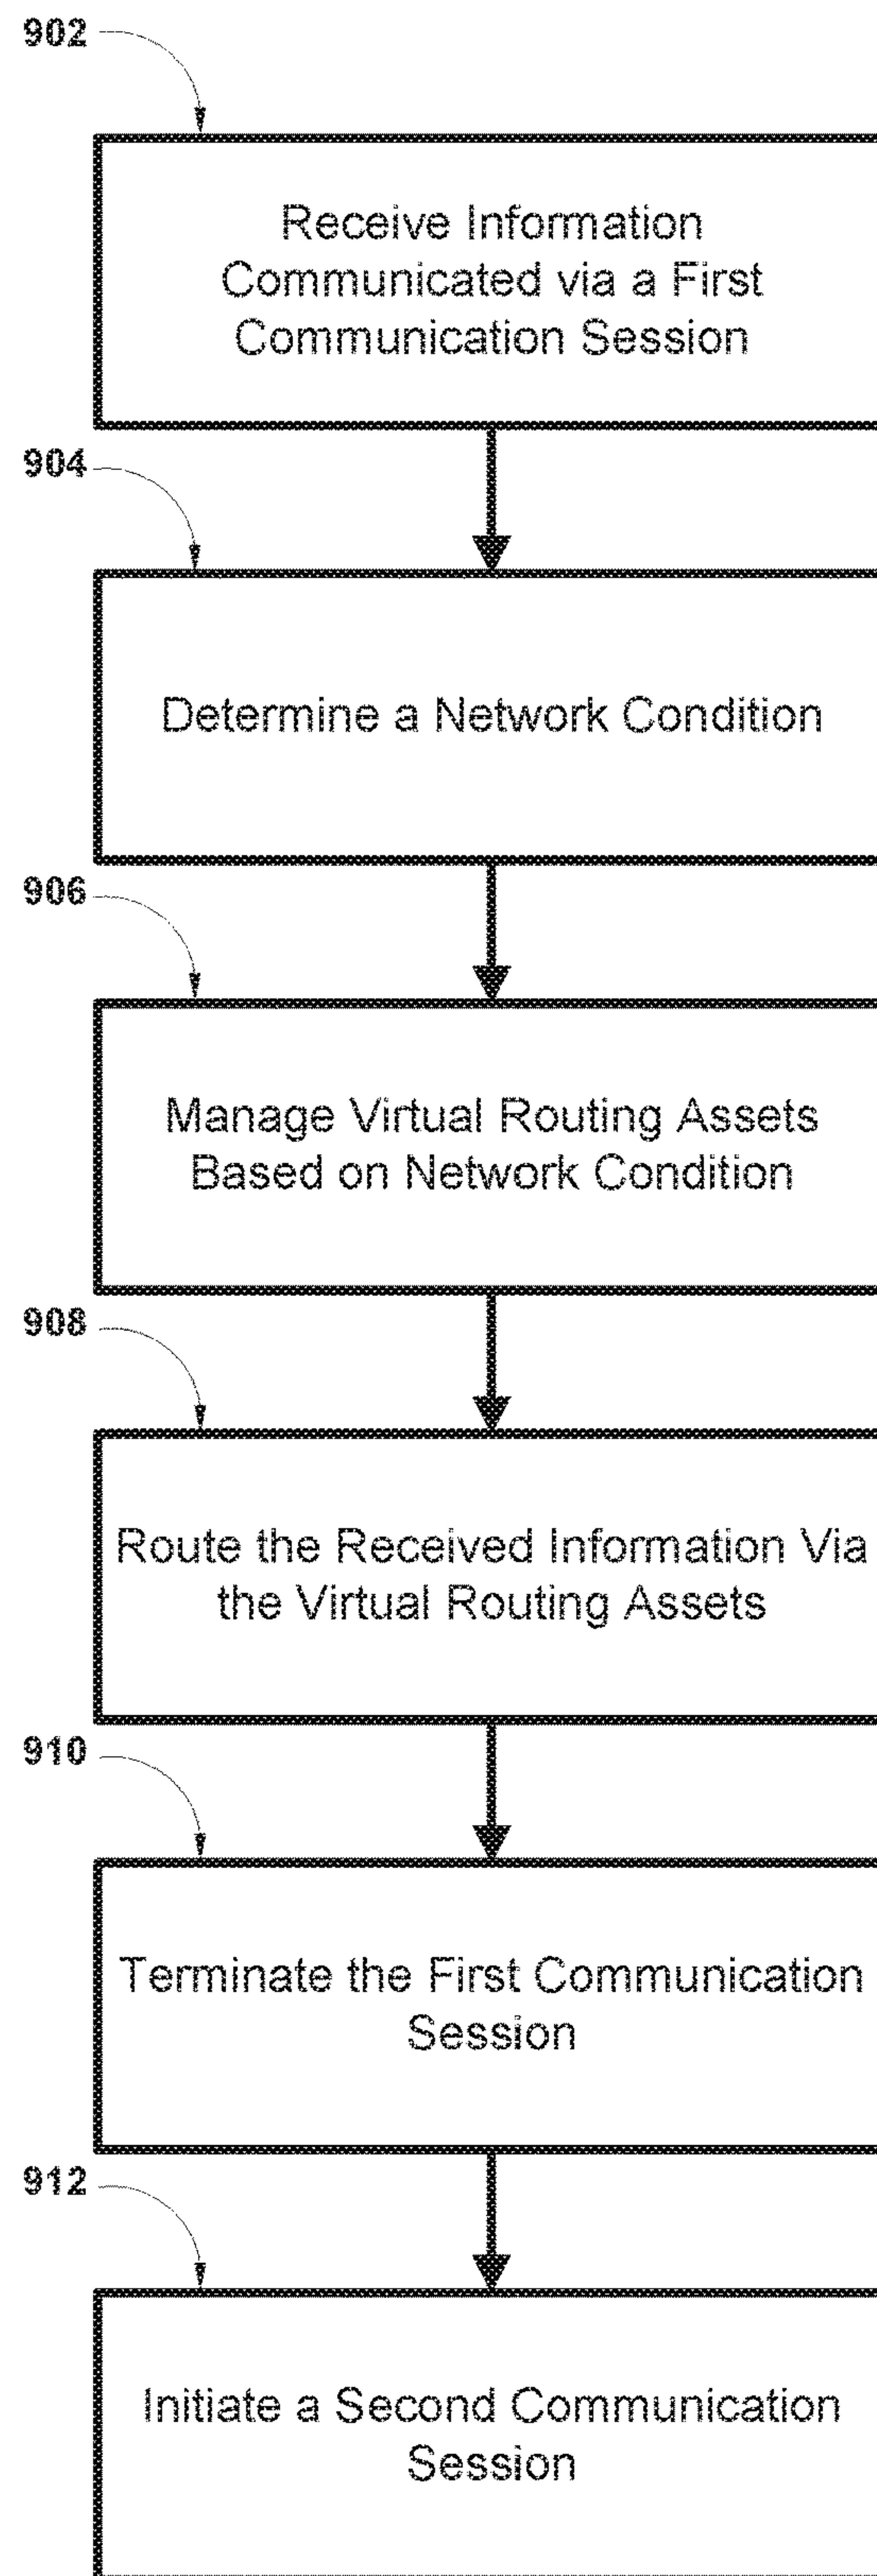 902
Receive Information
Communicated via a First
Communication Session
904
Determine a Network Condition
906
Manage Virtual Routing Assets
Based on Network Condition
908
Route the Received Information Via
the Virtual Routing Assets
910
Terminate the First Communication
Session
912
Initiate a Second Communication
Session